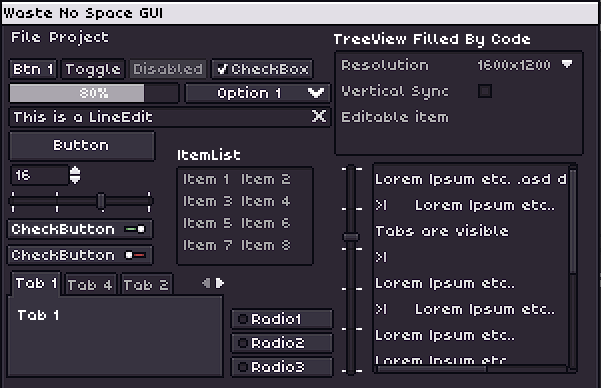 Waste No Space GUI
File Project
TreeView Filled By Code
Btn 1 Toggle Disabled CheckBox
Resolution 1600x1200
80% Option 1
Vertical Sync
This is a LineEdit
Editable item
Button
ItemList
16
Item 1 Item 2
Item 3 Item 4
Item 5 Item 6
Item 7 Item 8
CheckButton
CheckButton
Tab 1 Tab 4 Tab 2
Tab 1
Radio1
Radio2
Radio3
Lorem Ipsum etc. .asd d
>| Lorem Ipsum etc..
Tabs are visible
>|
Lorem Ipsum etc..
>| Lorem Ipsum etc..
Lorem Ipsum etc..
Lorem Ipsum etc..